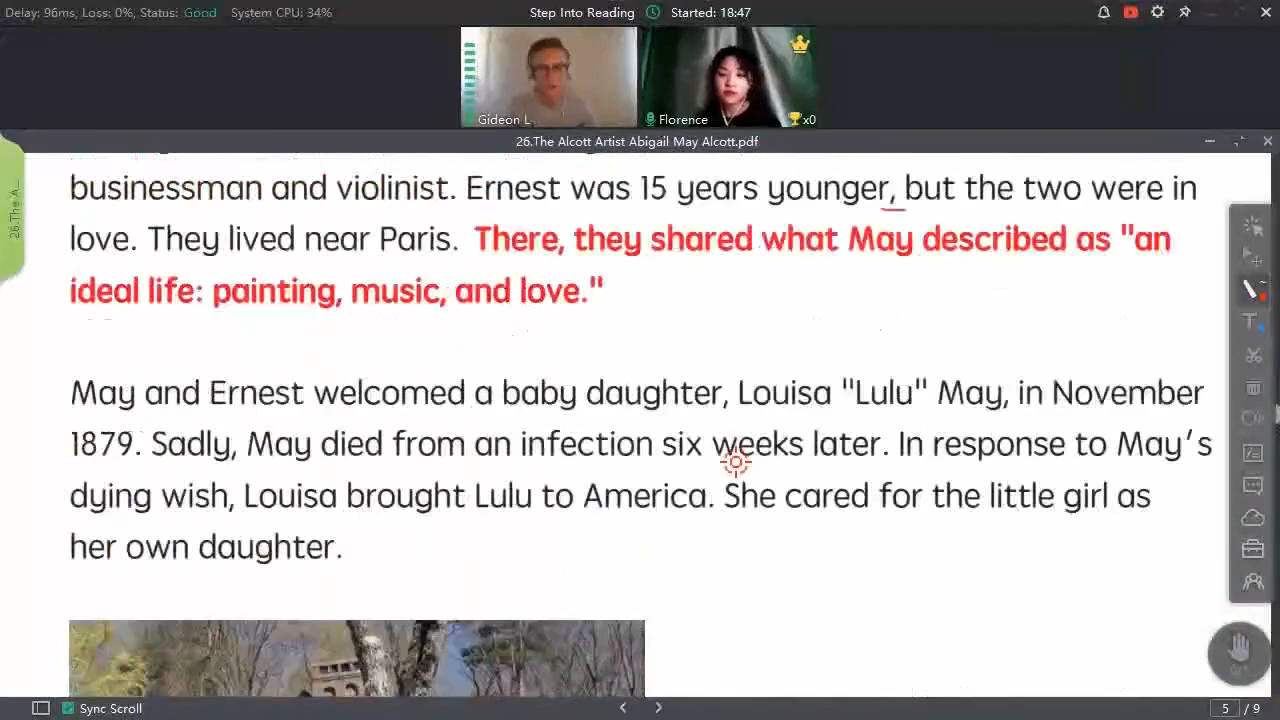 Delay: 96ms, Loss: 0%, Status: Good System CPU: 34% Step Into Reading Started: 18:47
Gideon L Florence x0
26.The Alcott Artist Abigail May Alcott.pdf
26.The A...
businessman and violinist. Ernest was 15 years younger, but the two were in
love. They lived near Paris. There, they shared what May described as "an
ideal life: painting, music, and love."
May and Ernest welcomed a baby daughter, Louisa "Lulu" May, in November
1879. Sadly, May died from an infection six weeks later. In response to May's
dying wish, Louisa brought Lulu to America. She cared for the little girl as
her own daughter.
Sync Scroll 5 / 9